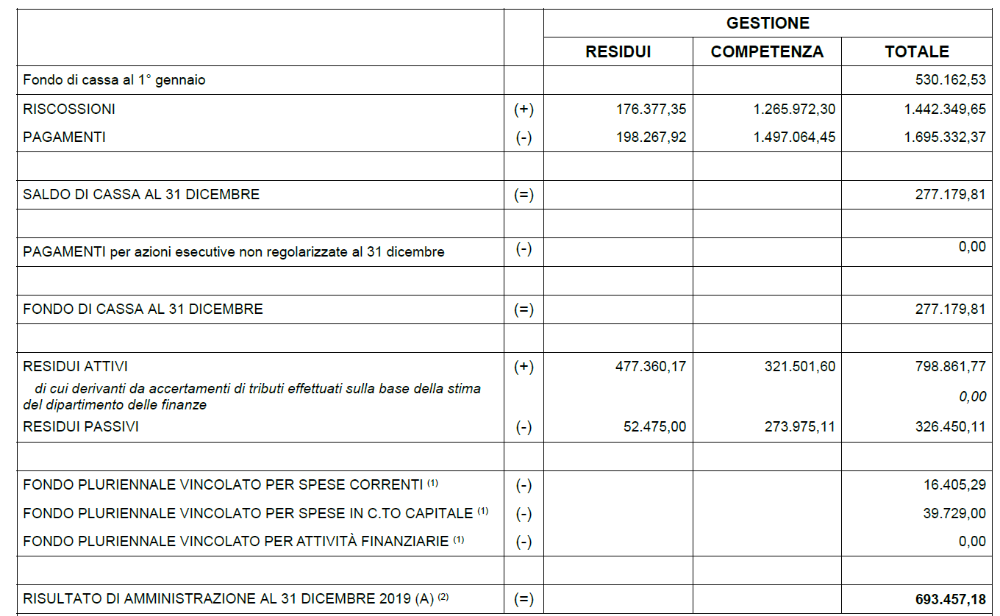 GESTIONE
RESIDUI COMPETENZA TOTALE
Fondo di cassa al 1° gennaio 530.162,53
RISCOSSIONI (+) 176.377,35 1.265.972,30 1.442.349,65
PAGAMENTI (-) 198.267,92 1.497.064,45 1.695.332,37
SALDO DI CASSA AL 31 DICEMBRE (=) 277.179,81
PAGAMENTI per azioni esecutive non regolarizzate al 31 dicembre (-) 0,00
FONDO DI CASSA AL 31 DICEMBRE (=) 277.179,81
RESIDUI ATTIVI (+) 477.360,17 321.501,60 798.861,77
di cui derivanti da accertamenti di tributi effettuati sulla base della stima
del dipartimento delle finanze 0,00
RESIDUI PASSIVI (-) 52.475,00 273.975,11 326.450,11
FONDO PLURIENNALE VINCOLATO PER SPESE CORRENTI (1) (-) 16.405,29
FONDO PLURIENNALE VINCOLATO PER SPESE IN C.TO CAPITALE (1) (-) 39.729,00
FONDO PLURIENNALE VINCOLATO PER ATTIVITÀ FINANZIARIE (1) (-) 0,00
RISULTATO DI AMMINISTRAZIONE AL 31 DICEMBRE 2019 (A) (2) (=) 693.457,18